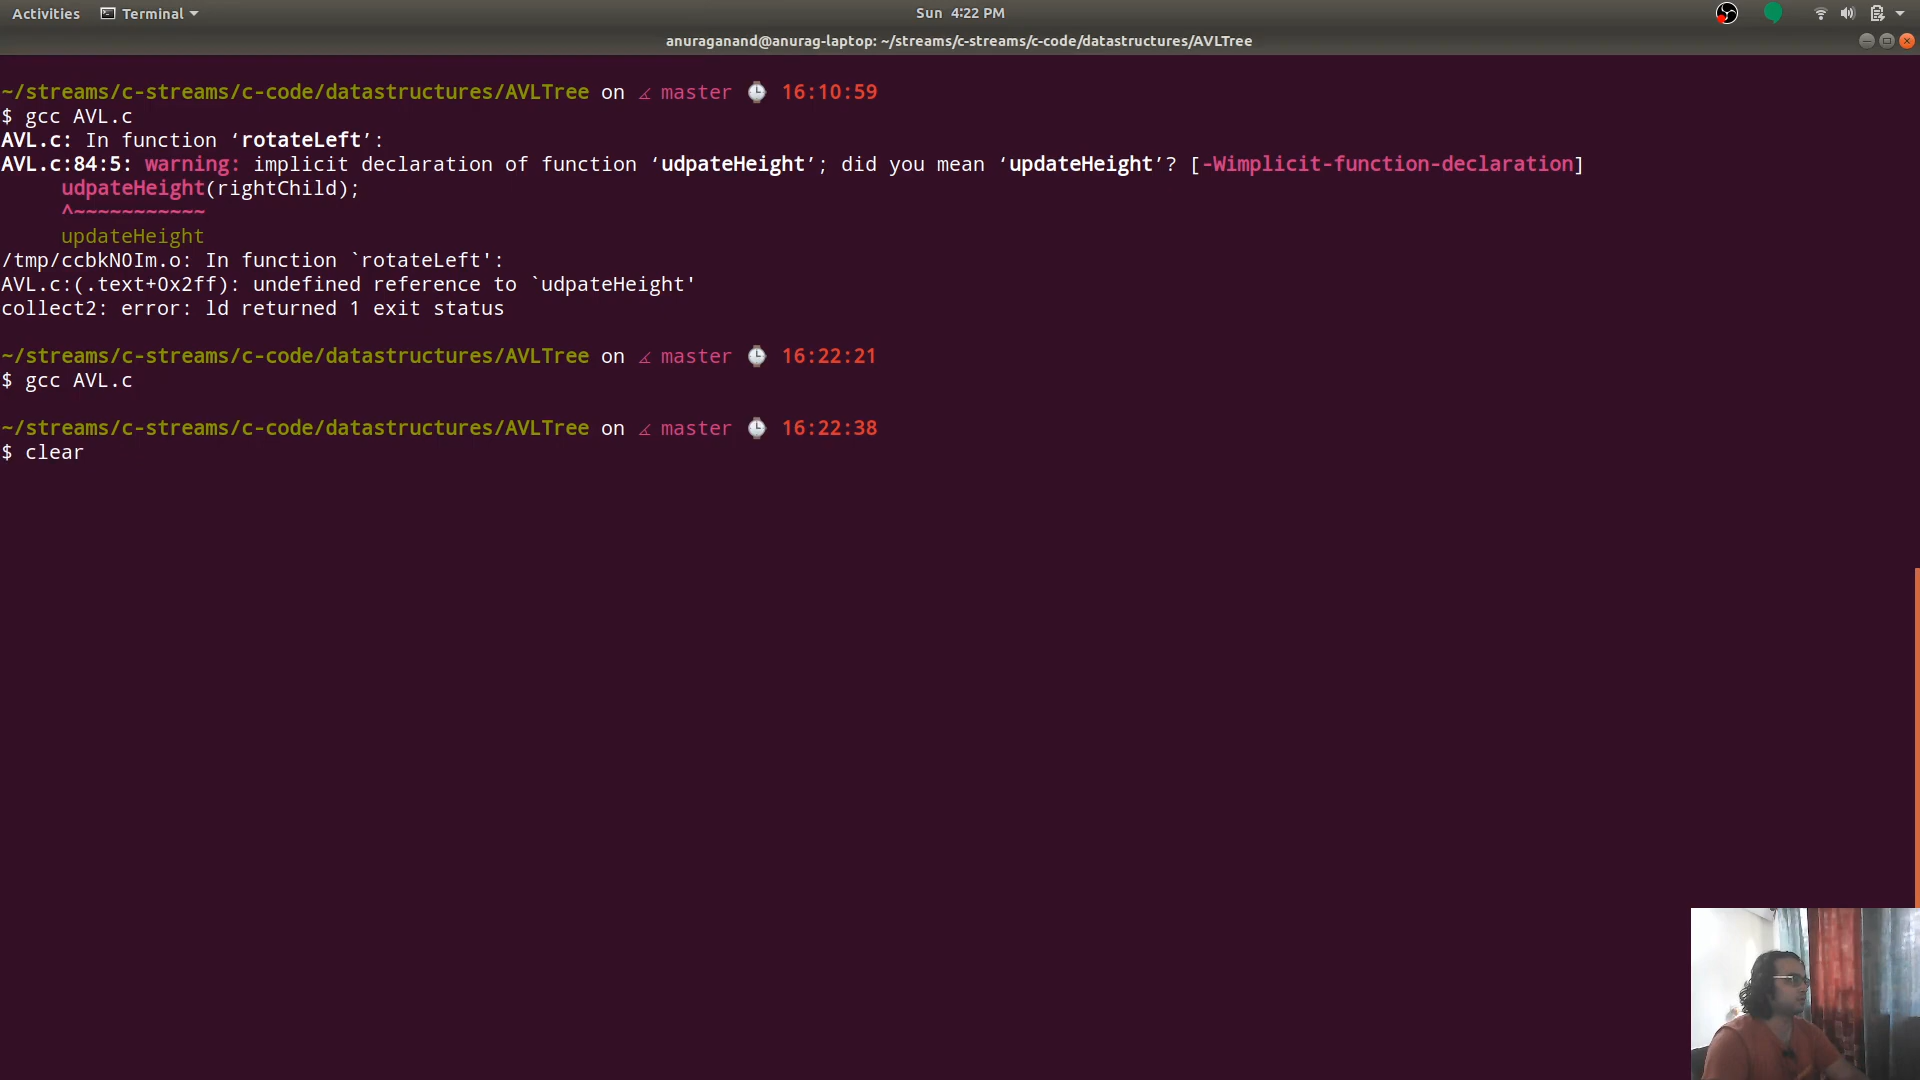 Activities Terminal Sun 4:22 PM
anuraganand@anurag-laptop: ~/streams/c-streams/c-code/datastructures/AVLTree
~/streams/c-streams/c-code/datastructures/AVLTree on master 16:10:59
$ gcc AVL.c
AVL.c: In function ‘rotateLeft’:
AVL.c:84:5: warning: implicit declaration of function ‘udpateHeight’; did you mean ‘updateHeight’? [-Wimplicit-function-declaration]
udpateHeight(rightChild);
^~~~~~~~~~~~
updateHeight
/tmp/ccbkN0Im.o: In function `rotateLeft':
AVL.c:(.text+0x2ff): undefined reference to `udpateHeight'
collect2: error: ld returned 1 exit status
~/streams/c-streams/c-code/datastructures/AVLTree on master 16:22:21
$ gcc AVL.c
~/streams/c-streams/c-code/datastructures/AVLTree on master 16:22:38
$ clear